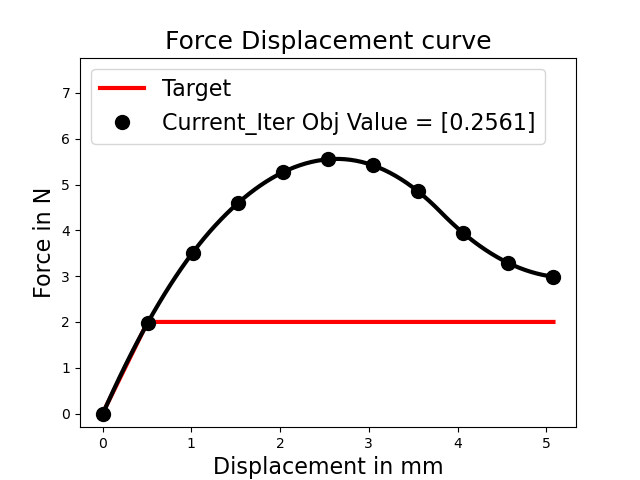 Force Displacement curve
Target
Current_Iter Obj Value = [0.2561]
7
6
5
4
3
2
1
0
Force in N
0 1 2 3 4 5
Displacement in mm